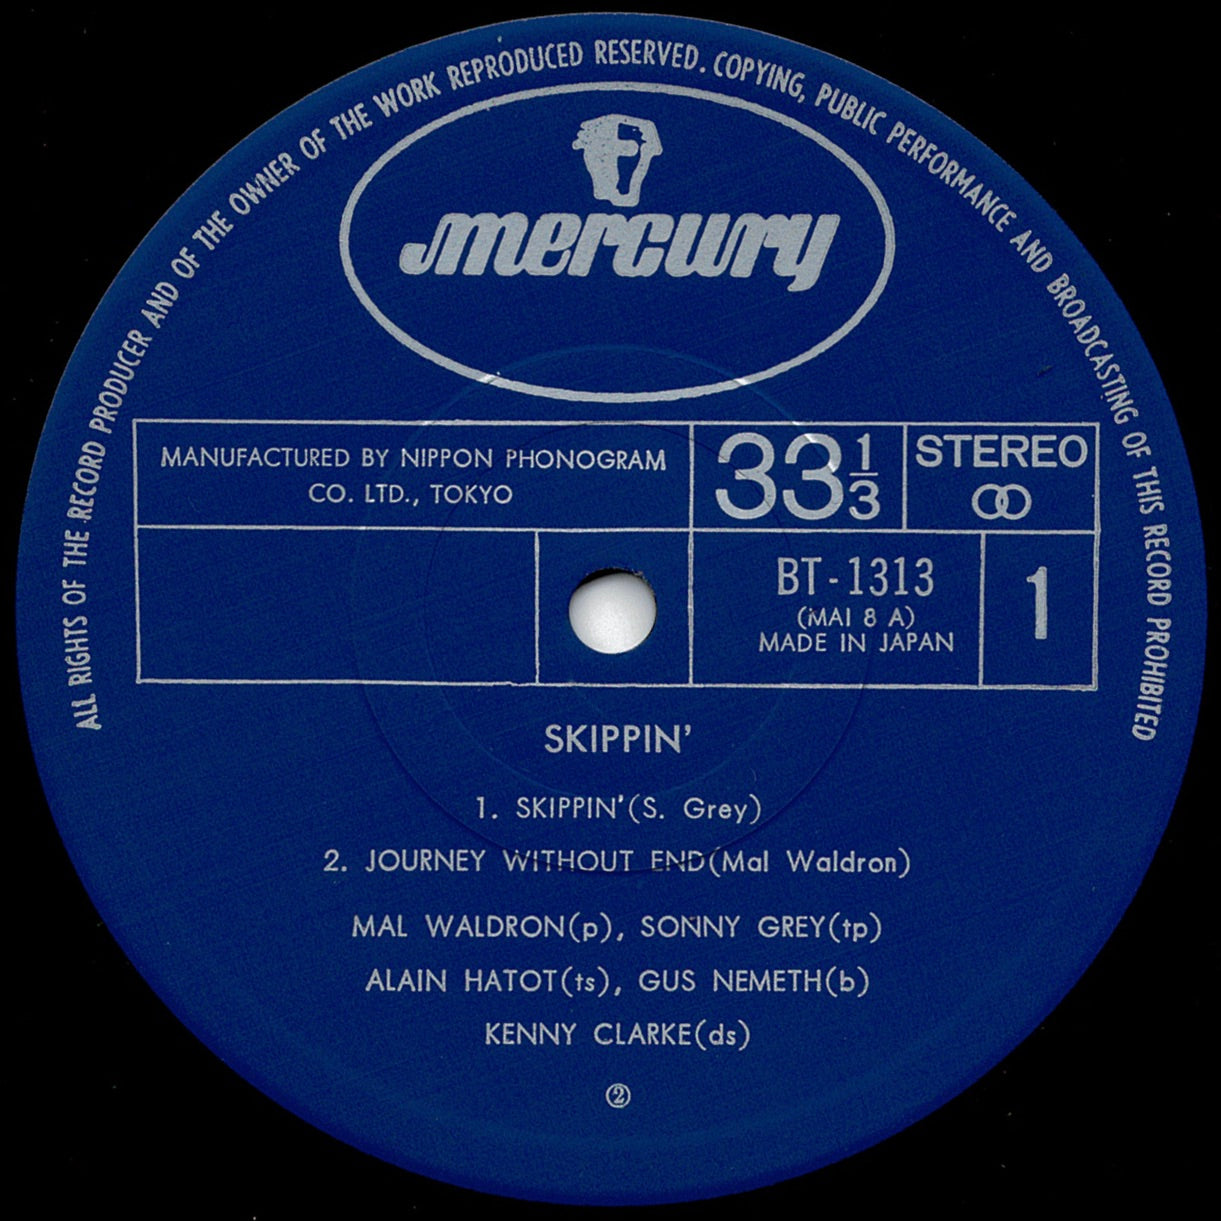 ALL RIGHTS OF THE RECORD PRODUCER AND OF THE OWNER OF THE WORK REPRODUCED RESERVED. COPYING, PUBLIC PERFORMANCE AND BROADCASTING OF THIS RECORD PROHIBITED
mercury
MANUFACTURED BY NIPPON PHONOGRAM
CO. LTD., TOKYO
33 1/3
STEREO
BT-1313
(MAI 8 A)
MADE IN JAPAN
1
SKIPPIN'
1. SKIPPIN'(S. Grey)
2. JOURNEY WITHOUT END(Mal Waldron)
MAL WALDRON(p), SONNY GREY(tp)
ALAIN HATOT(ts), GUS NEMETH(b)
KENNY CLARKE(ds)
②